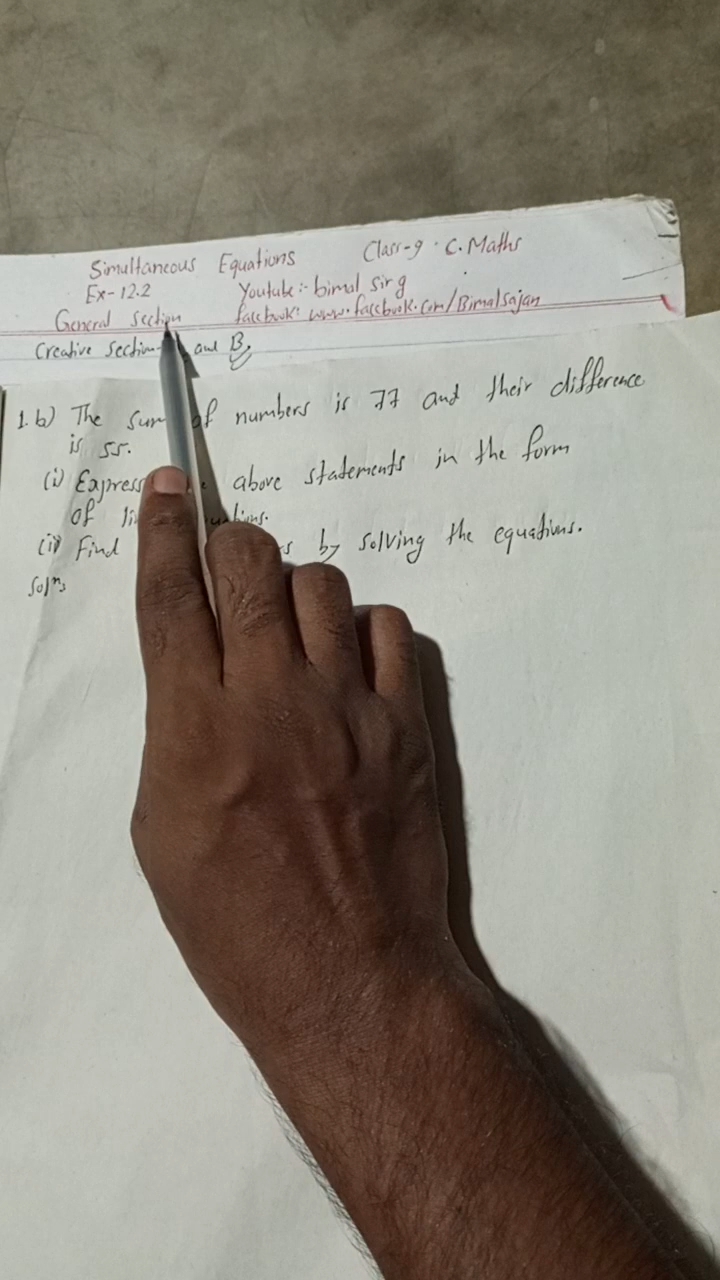 Simultaneous Equations Class-9 C. Maths
Ex-12.2 Youtube:- bimal sir g
General Section facebook: www.facebook.com/Bimalsajan
Creative Section- and B.
1. b) The sum of numbers is 77 and their difference
is 55.
(i) Express above statements in the form
of
(ii) Find by solving the equations.
Soln: